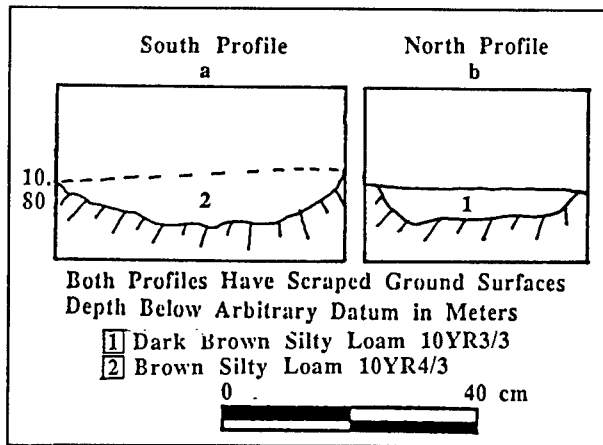 South Profile North Profile
a b
10.
80
2 1
Both Profiles Have Scraped Ground Surfaces
Depth Below Arbitrary Datum in Meters
1 Dark Brown Silty Loam 10YR3/3
2 Brown Silty Loam 10YR4/3
0 40 cm